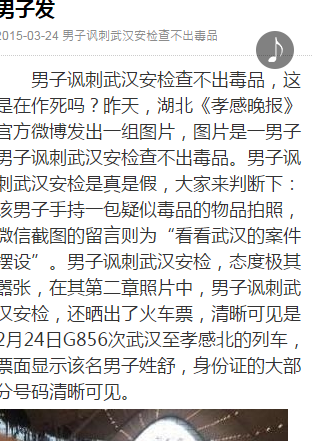 男子发
2015-03-24 男子讽刺武汉安检查不出毒品
男子讽刺武汉安检查不出毒品，这
是在作死吗？昨天，湖北《孝感晚报》
官方微博发出一组图片，图片是一男子
男子讽刺武汉安检查不出毒品。男子讽
刺武汉安检是真是假，大家来判断下：
该男子手持一包疑似毒品的物品拍照，
微信截图的留言则为“看看武汉的案件
摆设”。男子讽刺武汉安检，态度极其
嚣张，在其第二章照片中，男子讽刺武
汉安检，还晒出了火车票，清晰可见是
2月24日G856次武汉至孝感北的列车，
票面显示该名男子姓舒，身份证的大部
分号码清晰可见。